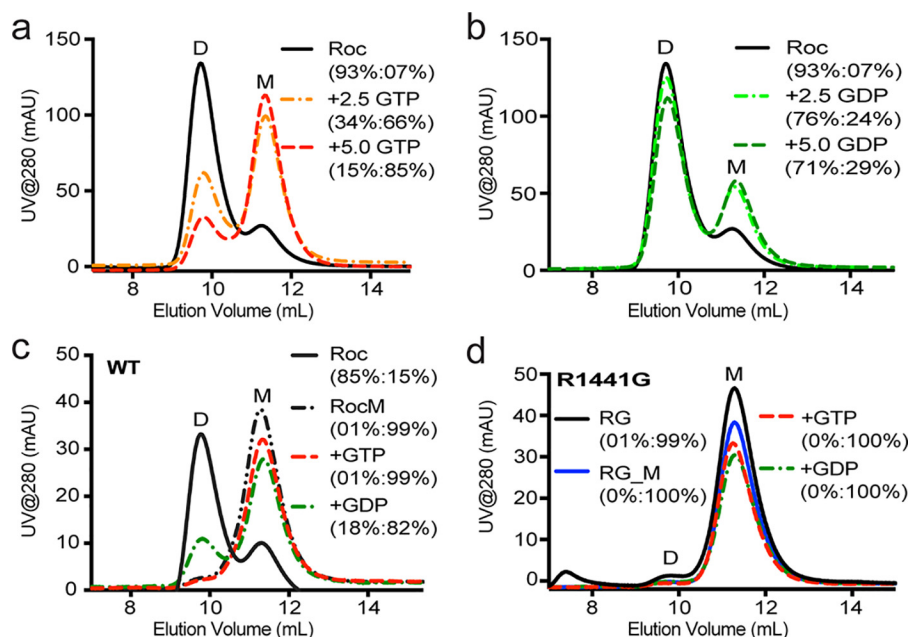 a
150
100
50
0
UV@280 (mAU)
8 10 12 14
Elution Volume (mL)
D
M
Roc
(93%:07%)
+2.5 GTP
(34%:66%)
+5.0 GTP
(15%:85%)
b
150
100
50
0
UV@280 (mAU)
8 10 12 14
Elution Volume (mL)
D
M
Roc
(93%:07%)
+2.5 GDP
(76%:24%)
+5.0 GDP
(71%:29%)
c
WT
50
40
30
20
10
0
UV@280 (mAU)
8 10 12 14
Elution Volume (mL)
D
M
Roc
(85%:15%)
RocM
(01%:99%)
+GTP
(01%:99%)
+GDP
(18%:82%)
d
R1441G
50
40
30
20
10
0
UV@280 (mAU)
8 10 12 14
Elution Volume (mL)
D
M
RG
(01%:99%)
RG_M
(0%:100%)
+GTP
(0%:100%)
+GDP
(0%:100%)